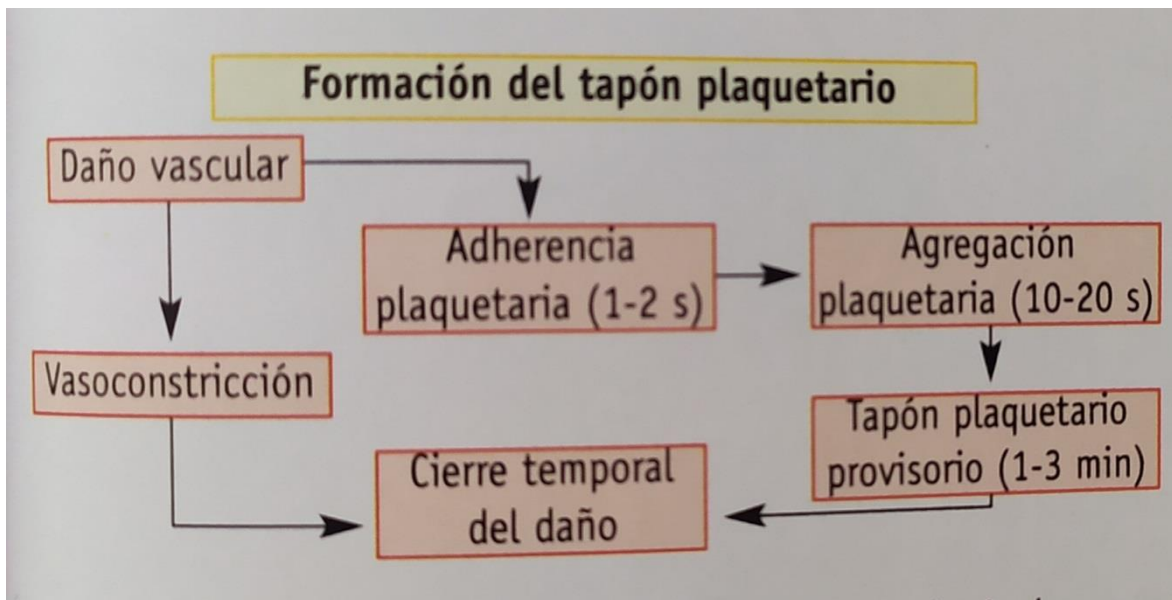 Formación del tapón plaquetario
Daño vascular
Adherencia
plaquetaria (1-2 s)
Agregación
plaquetaria (10-20 s)
Vasoconstricción
Tapón plaquetario
provisorio (1-3 min)
Cierre temporal
del daño